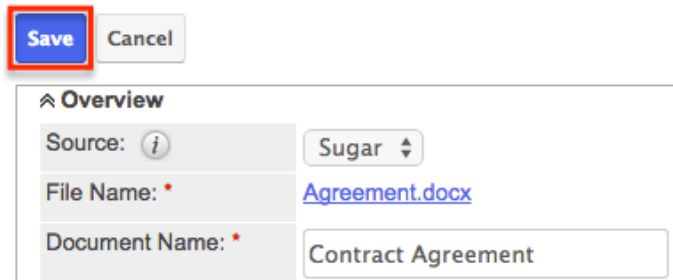 Save Cancel
Overview
Source: i Sugar
File Name: * Agreement.docx
Document Name: * Contract Agreement